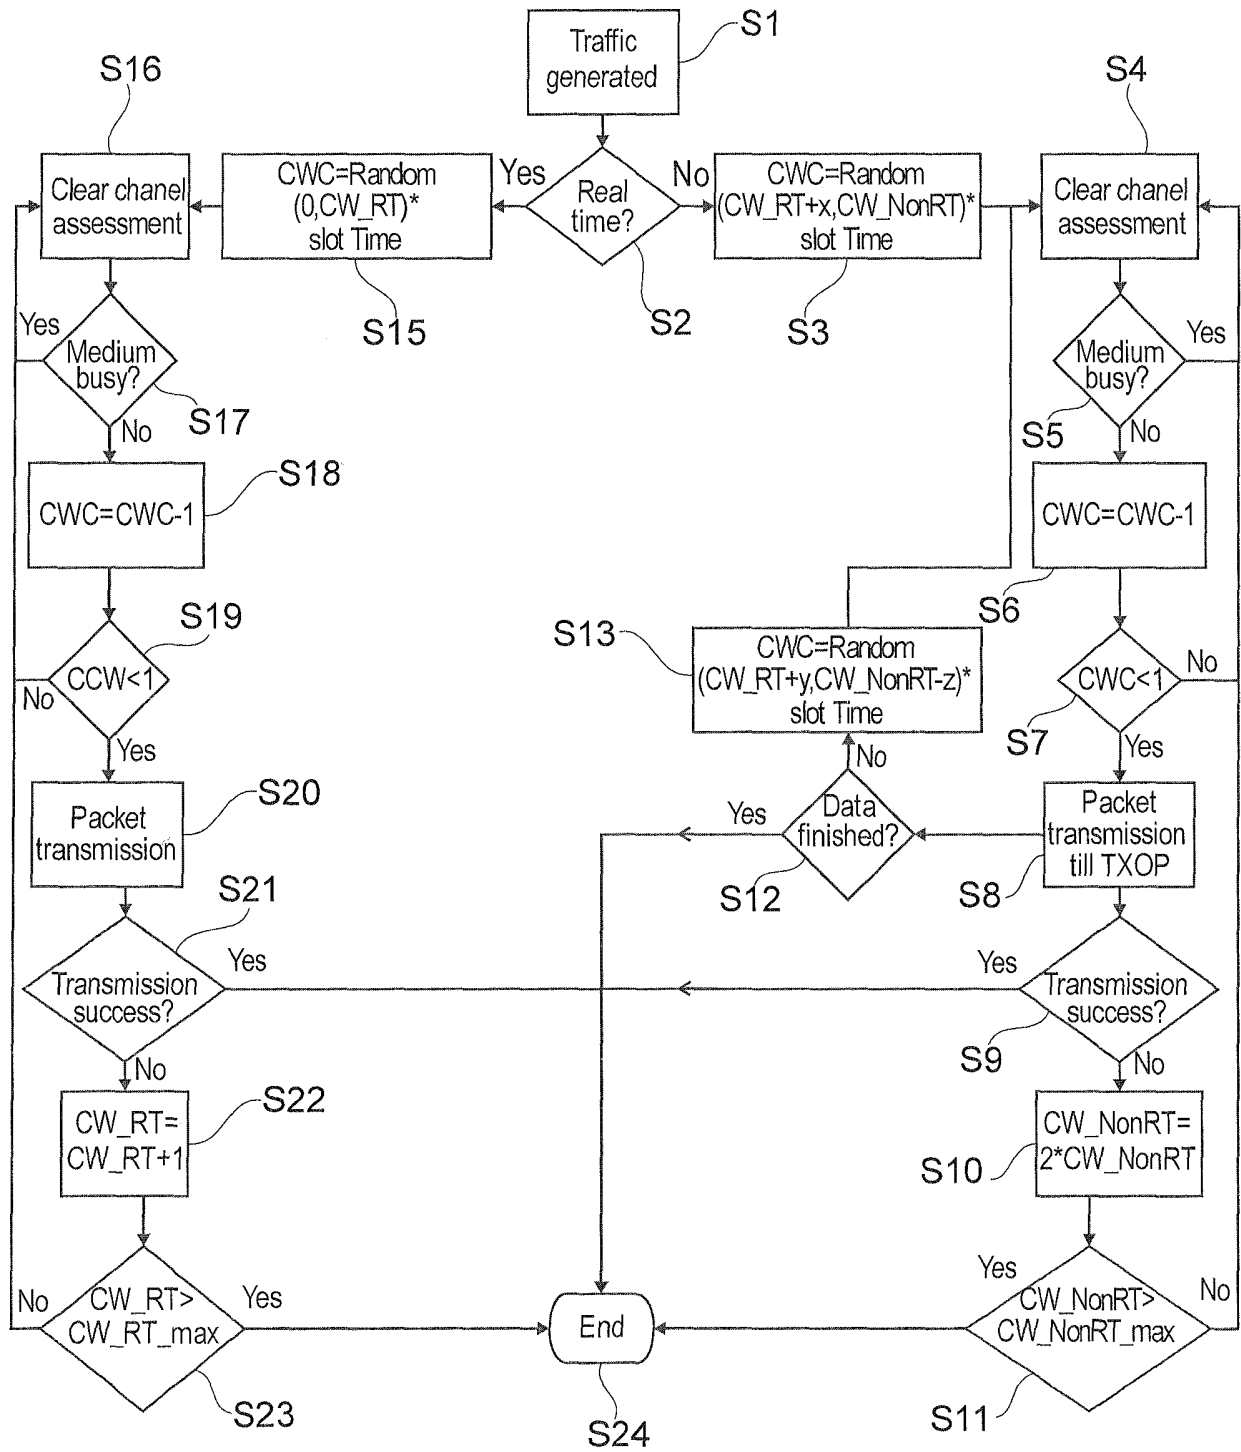 S1
Traffic
generated
S16
S4
Clear chanel
assessment
CWC=Random
(0,CW_RT)*
slot Time
Yes
Real
time?
No
CWC=Random
(CW_RT+x,CW_NonRT)*
slot Time
Clear chanel
assessment
S15
S2
S3
Yes
Medium
busy?
S17
No
Medium
busy?
Yes
S5
No
S18
CWC=CWC-1
CWC=CWC-1
S6
S19
CCW<1
No
Yes
S13
CWC=Random
(CW_RT+y,CW_NonRT-z)*
slot Time
CWC<1
No
S7
Yes
No
S20
Packet
transmission
Yes
Data
finished?
S12
Packet
transmission
till TXOP
S8
S21
Transmission
success?
Yes
No
Yes
Transmission
success?
S9
No
S22
CW_RT=
CW_RT+1
CW_NonRT=
2*CW_NonRT
S10
No
CW_RT>
CW_RT_max
Yes
S23
End
S24
Yes
CW_NonRT>
CW_NonRT_max
No
S11